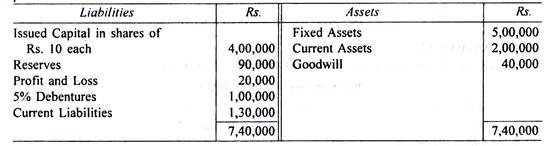 Liabilities Rs. Assets Rs.
Issued Capital in shares of Fixed Assets 5,00,000
Rs. 10 each 4,00,000 Current Assets 2,00,000
Reserves 90,000 Goodwill 40,000
Profit and Loss 20,000
5% Debentures 1,00,000
Current Liabilities 1,30,000
7,40,000 7,40,000